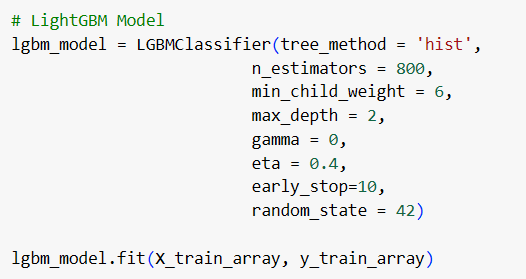 # LightGBM Model
lgbm_model = LGBMClassifier(tree_method = 'hist',
n_estimators = 800,
min_child_weight = 6,
max_depth = 2,
gamma = 0,
eta = 0.4,
early_stop=10,
random_state = 42)
lgbm_model.fit(X_train_array, y_train_array)